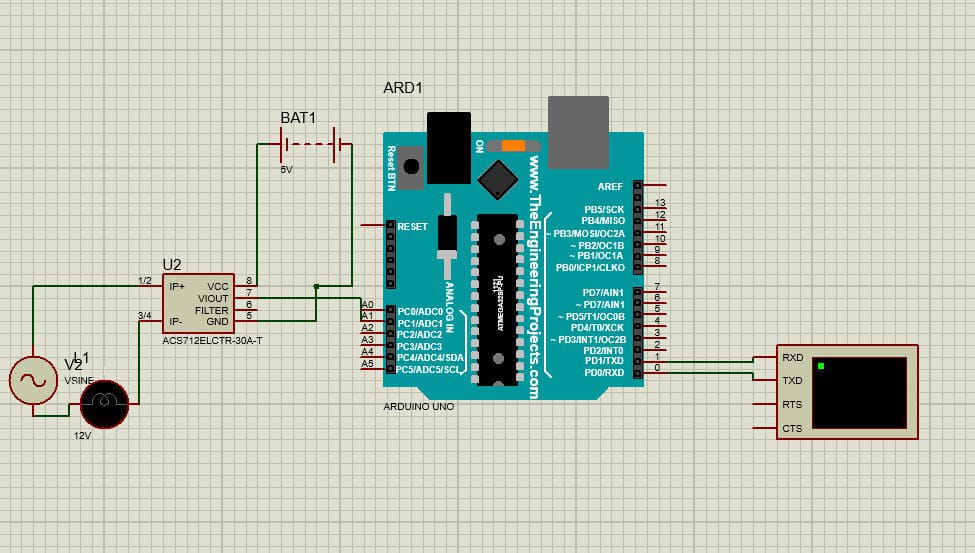 ARD1
BAT1
5V
Reset BTN
ON
www.TheEngineeringProjects.com
AREF
PB5/SCK 13
PB4/MISO 12
~ PB3/MOSI/OC2A 11
~ PB2/OC1B 10
~ PB1/OC1A 9
PB0/ICP1/CLKO 8
RESET
ANALOG IN
A0 PC0/ADC0
A1 PC1/ADC1
A2 PC2/ADC2
A3 PC3/ADC3
A4 PC4/ADC4/SDA
A5 PC5/ADC5/SCL
PD7/AIN1 7
~ PD7/AIN1 6
~ PD5/T1/OC0B 5
PD4/T0/XCK 4
~ PD3/INT1/OC2B 3
PD2/INT0 2
PD1/TXD 1
PD0/RXD 0
ARDUINO UNO
U2
1/2 IP+ VCC 8
VIOUT 7
FILTER 6
3/4 IP- GND 5
ACS712ELCTR-30A-T
L1
V2
VSINE
12V
RXD
TXD
RTS
CTS